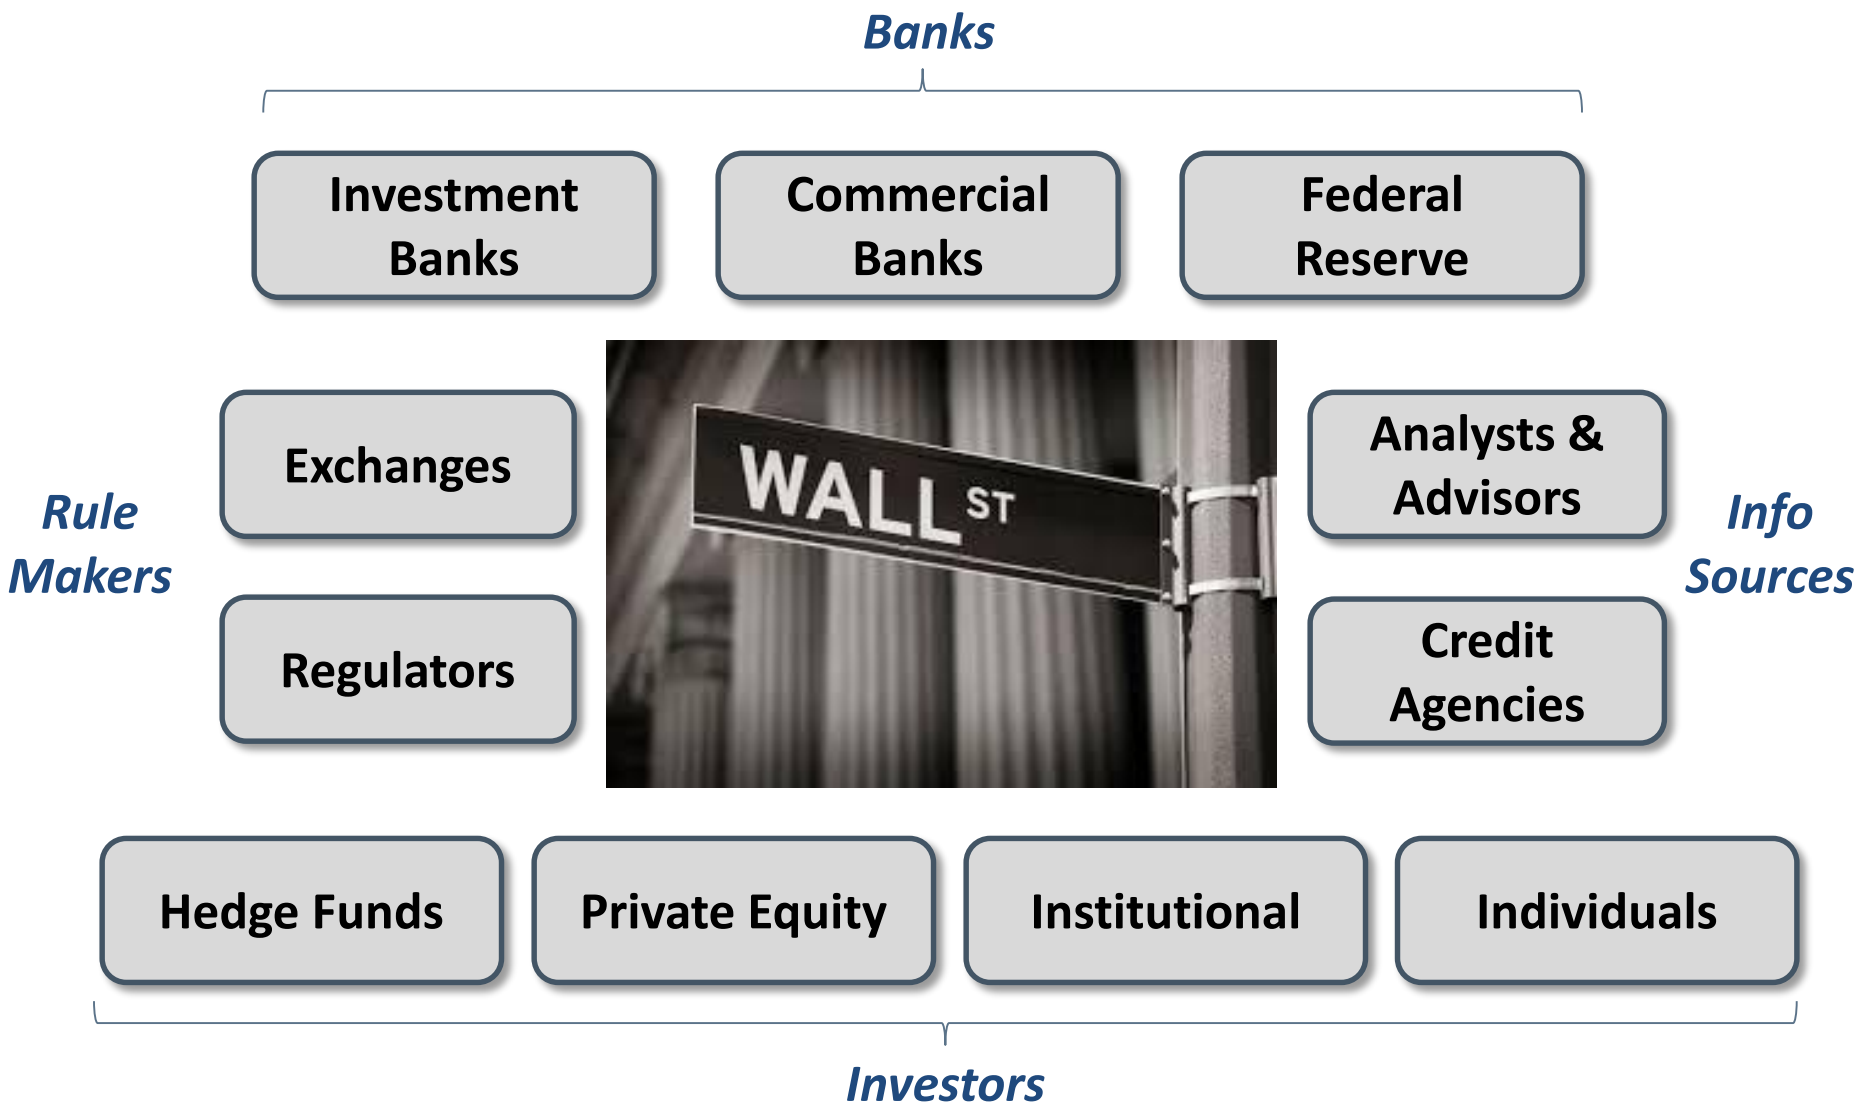 Banks
Investment
Banks
Commercial
Banks
Federal
Reserve
Rule
Makers
Exchanges
Regulators
WALL ST
Analysts &
Advisors
Credit
Agencies
Info
Sources
Hedge Funds
Private Equity
Institutional
Individuals
Investors